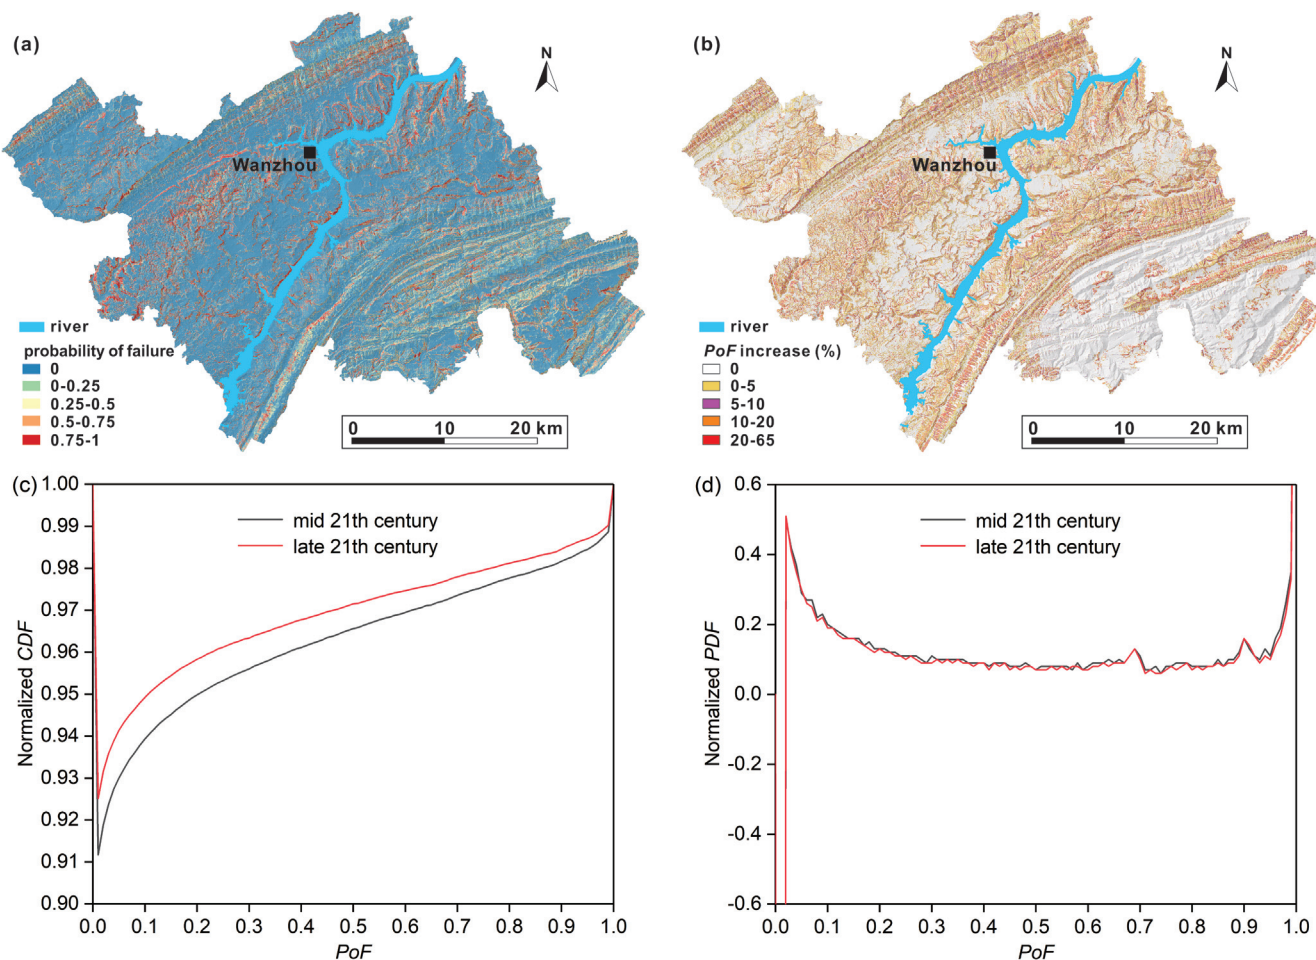 (a)
N
Wanzhou
river
probability of failure
0
0-0.25
0.25-0.5
0.5-0.75
0.75-1
0 10 20 km
(b)
N
Wanzhou
river
PoF increase (%)
0
0-5
5-10
10-20
20-65
0 10 20 km
(c)
1.00
0.99
0.98
0.97
0.96
0.95
0.94
0.93
0.92
0.91
0.90
Normalized CDF
mid 21th century
late 21th century
0.0 0.1 0.2 0.3 0.4 0.5 0.6 0.7 0.8 0.9 1.0
PoF
(d)
0.6
0.4
0.2
0.0
-0.2
-0.4
-0.6
Normalized PDF
mid 21th century
late 21th century
0.0 0.1 0.2 0.3 0.4 0.5 0.6 0.7 0.8 0.9 1.0
PoF